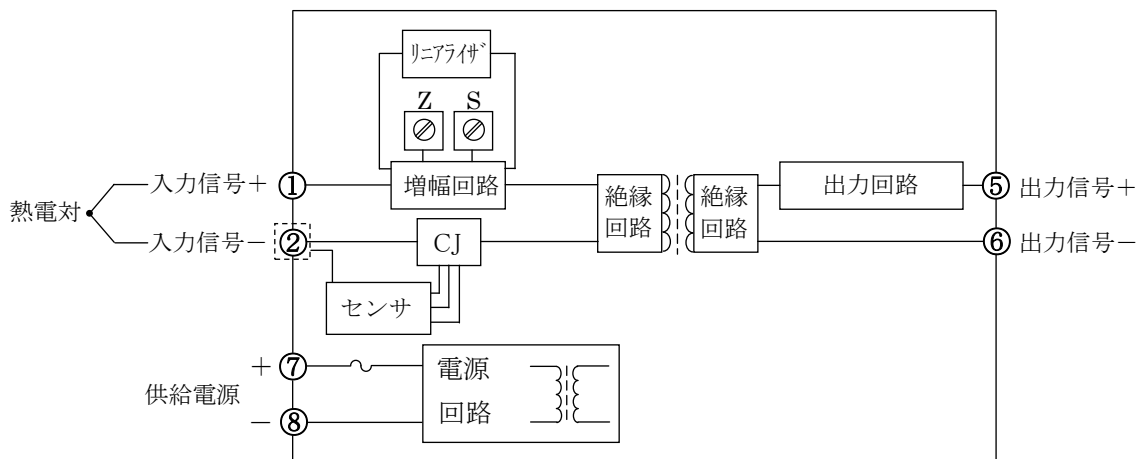 リニアライザ
Z
S
熱電対
入力信号+
①
増幅回路
入力信号-
②
CJ
センサ
絶縁
回路
絶縁
回路
出力回路
⑤
出力信号+
⑥
出力信号-
供給電源
+
⑦
-
⑧
電源
回路